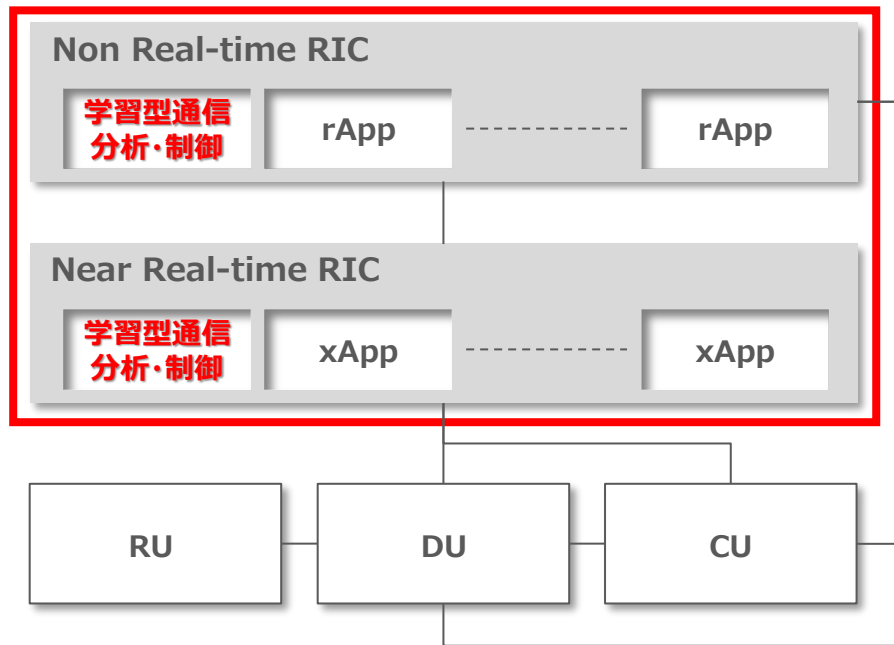 Non Real-time RIC
学習型通信
分析・制御
rApp
rApp
Near Real-time RIC
学習型通信
分析・制御
xApp
xApp
RU
DU
CU